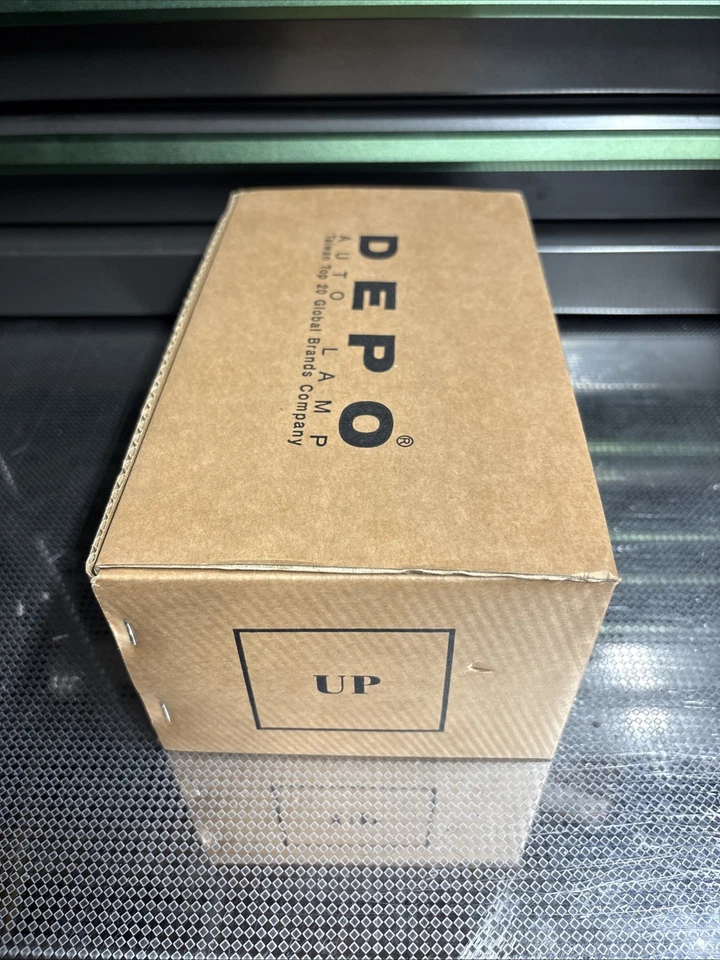 DEPO®
AUTO LAMP
Taiwan Top 20 Global Brands Company
UP